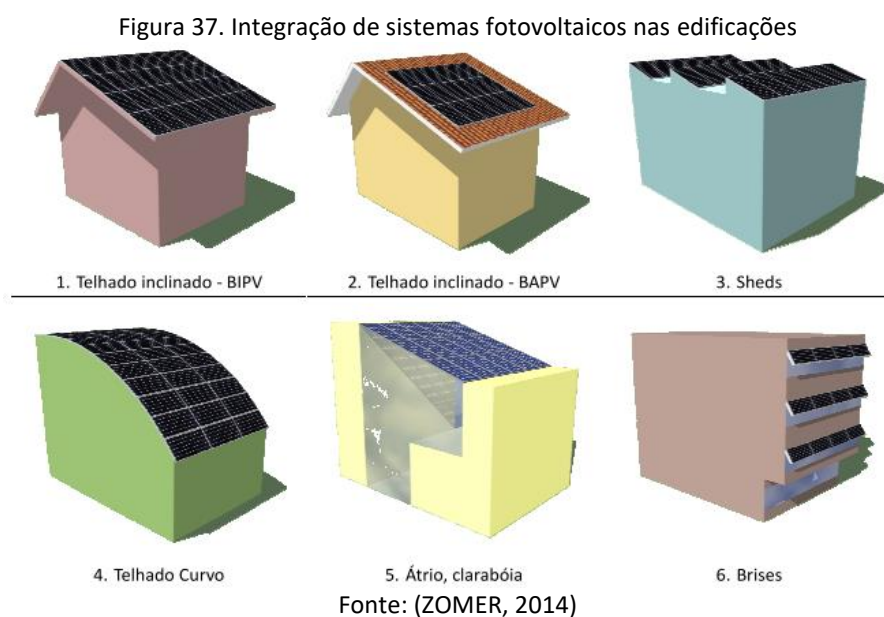 Figura 37. Integração de sistemas fotovoltaicos nas edificações
1. Telhado inclinado - BIPV
2. Telhado inclinado - BAPV
3. Sheds
4. Telhado Curvo
5. Átrio, clarabóia
6. Brises
Fonte: (ZOMER, 2014)